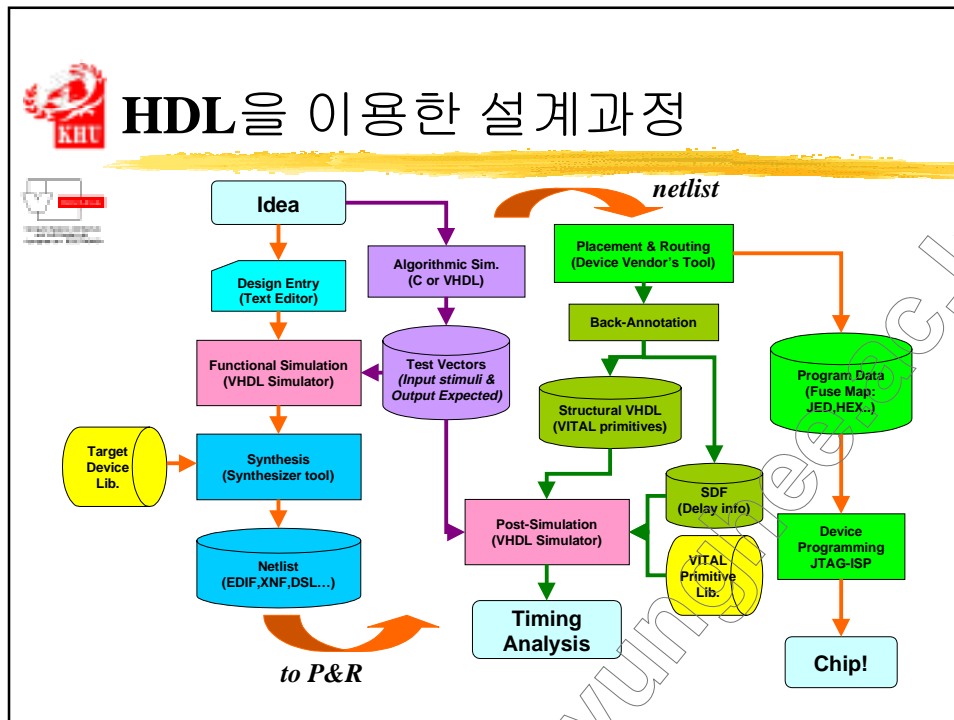 KHU
HDL을 이용한 설계과정
Idea
Design Entry
(Text Editor)
Functional Simulation
(VHDL Simulator)
Target
Device
Lib.
Synthesis
(Synthesizer tool)
Netlist
(EDIF,XNF,DSL…)
to P&R
Algorithmic Sim.
(C or VHDL)
Test Vectors
(Input stimuli &
Output Expected)
netlist
Placement & Routing
(Device Vendor's Tool)
Back-Annotation
Structural VHDL
(VITAL primitives)
SDF
(Delay info)
Post-Simulation
(VHDL Simulator)
VITAL
Primitive
Lib.
Timing
Analysis
Program Data
(Fuse Map:
JED,HEX..)
Device
Programming
JTAG-ISP
Chip!